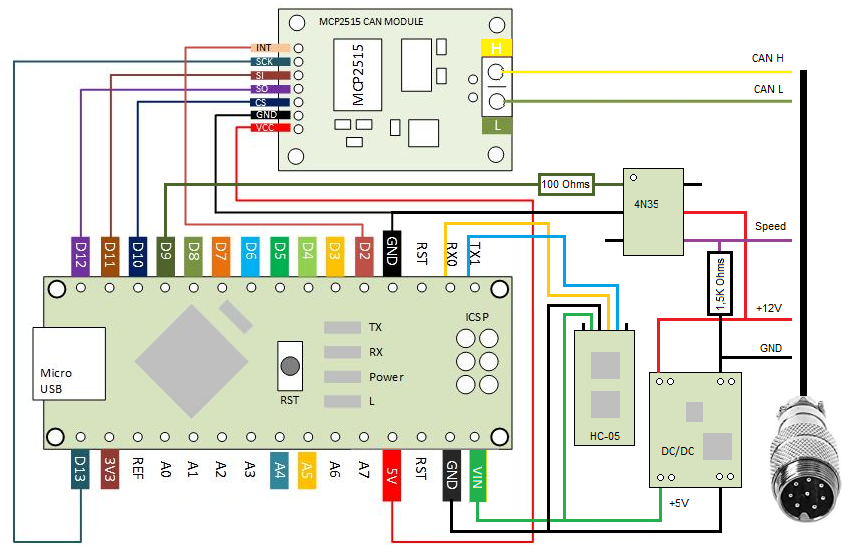 MCP2515 CAN MODULE
INT
SCK
SI
SO
CS
GND
VCC
MCP2515
H
L
CAN H
CAN L
100 Ohms
4N35
Speed
1,5K Ohms
+12V
GND
D12
D11
D10
D9
D8
D7
D6
D5
D4
D3
D2
GND
RST
RX0
TX1
Micro
USB
RST
TX
RX
Power
L
ICSP
HC-05
DC/DC
+5V
D13
3V3
REF
A0
A1
A2
A3
A4
A5
A6
A7
5V
RST
GND
VIN